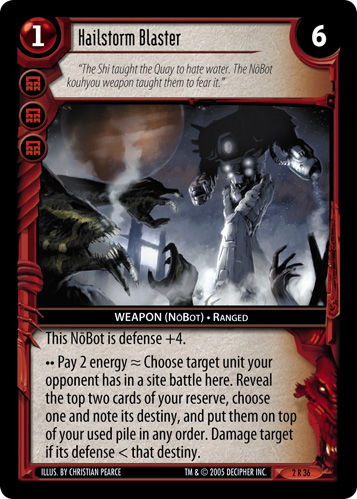 1 Hailstorm Blaster 6
“The Shi taught the Quay to hate water. The NōBot
kouhyou weapon taught them to fear it.”
WEAPON (NōBot) • Ranged
This NōBot is defense +4.
•• Pay 2 energy ≈ Choose target unit your
opponent has in a site battle here. Reveal
the top two cards of your reserve, choose
one and note its destiny, and put them on
top of your used pile in any order. Damage target
if its defense < that destiny.
ILLUS. BY CHRISTIAN PEARCE TM & © 2005 DECIPHER INC. 2 R 36